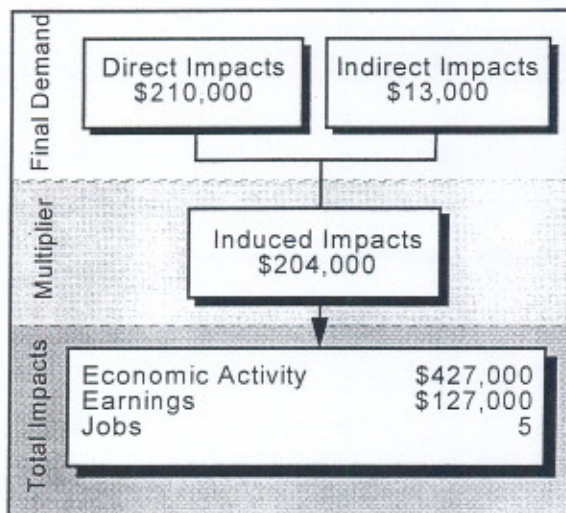 Final Demand
Direct Impacts
$210,000
Indirect Impacts
$13,000
Multiplier
Induced Impacts
$204,000
Total Impacts
Economic Activity $427,000
Earnings $127,000
Jobs 5